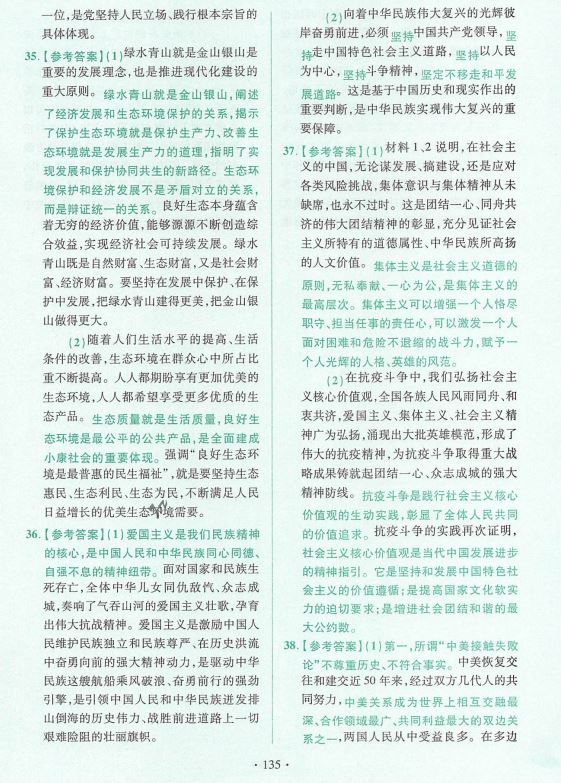 一位，是党坚持人民立场、践行根本宗旨的
具体体现。
35.【参考答案】(1)绿水青山就是金山银山是
重要的发展理念，也是推进现代化建设的
重大原则。绿水青山就是金山银山，阐述
了经济发展和生态环境保护的关系，揭示
了保护生态环境就是保护生产力、改善生
态环境就是发展生产力的道理，指明了实
现发展和保护协同共生的新路径。生态环
境保护和经济发展不是矛盾对立的关系，
而是辩证统一的关系。良好生态本身蕴含
着无穷的经济价值，能够源源不断创造综
合效益，实现经济社会可持续发展。绿水
青山既是自然财富、生态财富，又是社会财
富、经济财富。要坚持在发展中保护、在保
护中发展，把绿水青山建得更美，把金山银
山做得更大。
(2)随着人们生活水平的提高、生活
条件的改善，生态环境在群众心中所占比
重不断提高。人人都期盼享有更加优美的
生态环境，人人都希望享受更多优质的生
态产品。生态质量就是生活质量，良好生
态环境是最公平的公共产品，是全面建成
小康社会的重要体现。强调“良好生态环
境是最普惠的民生福祉”，就是要坚持生态
惠民、生态利民、生态为民，不断满足人民
日益增长的优美生态环境需要。
36.【参考答案】(1)爱国主义是我们民族精神
的核心，是中国人民和中华民族同心同德、
自强不息的精神纽带。面对国家和民族生
死存亡，全体中华儿女同仇敌忾、众志成
城，奏响了气吞山河的爱国主义壮歌，孕育
出伟大抗战精神。爱国主义是激励中国人
民维护民族独立和民族尊严、在历史洪流
中奋勇向前的强大精神动力，是驱动中华
民族这艘航船乘风破浪、奋勇前行的强劲
引擎，是引领中国人民和中华民族迸发排
山倒海的历史伟力、战胜前进道路上一切
艰难险阻的壮丽旗帜。
(2)向着中华民族伟大复兴的光辉彼
岸奋勇前进，必须坚持中国共产党领导，坚
持走中国特色社会主义道路，坚持以人民
为中心，坚持斗争精神，坚定不移走和平发
展道路。这是基于中国历史和现实作出的
重要判断，是中华民族实现伟大复兴的重
要保障。
37.【参考答案】(1)材料1、2说明，在社会主
义的中国，无论谋发展、搞建设，还是应对
各类风险挑战，集体意识与集体精神从未
缺席，也永不过时。这是团结一心、同舟共
济的伟大团结精神的彰显，充分见证社会
主义所特有的道德属性、中华民族所高扬
的人文价值。集体主义是社会主义道德的
原则，无私奉献、一心为公，是集体主义的
最高层次。集体主义可以增强一个人恪尽
职守、担当任事的责任心，可以激发一个人
面对困难和危险不退缩的战斗力，赋予一
个人光辉的人格、英雄的风范。
(2)在抗疫斗争中，我们弘扬社会主
义核心价值观，全国各族人民风雨同舟、和
衷共济，爱国主义、集体主义、社会主义精
神广为弘扬，涌现出大批英雄模范，形成了
伟大的抗疫精神，为抗疫斗争取得重大战
略成果铸就起团结一心、众志成城的强大
精神防线。抗疫斗争是践行社会主义核心
价值观的生动实践，彰显了全体人民共同
的价值追求。抗疫斗争的实践再次证明，
社会主义核心价值观是当代中国发展进步
的精神指引。它是坚持和发展中国特色社
会主义的价值遵循；是提高国家文化软实
力的迫切要求；是增进社会团结和谐的最
大公约数。
38.【参考答案】(1)第一，所谓“中美接触失败
论”不尊重历史、不符合事实。中美恢复交
往和建交近50年来，经过双方几代人的共
同努力，中美关系成为世界上相互交融最
深、合作领域最广、共同利益最大的双边关
系之一，两国人民从中受益良多。在多边
·135·